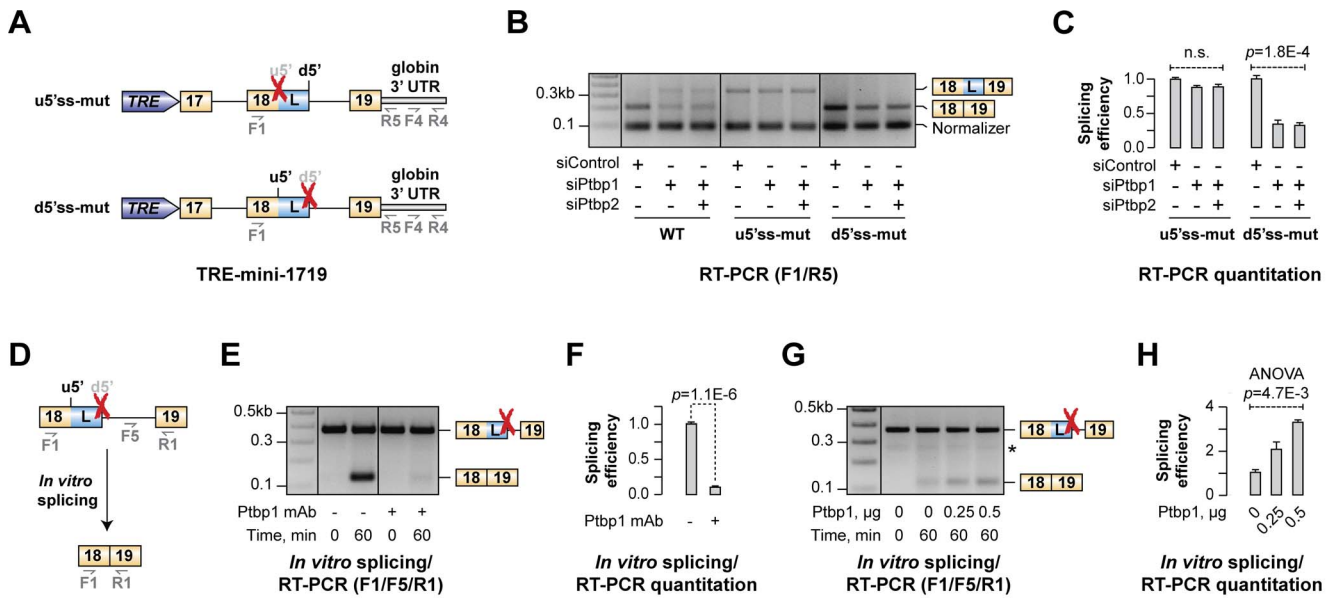 A
u5'
d5'
globin
3' UTR
u5'ss-mut
TRE
17
18
L
19
F1
R5 F4 R4
u5'
d5'
globin
3' UTR
d5'ss-mut
TRE
17
18
L
19
F1
R5 F4 R4
TRE-mini-1719
B
0.3kb
0.1
18 L 19
18 19
Normalizer
siControl + - - + - - + - -
siPtbp1 - + + - + + - + +
siPtbp2 - - + - - + - - +
WT u5'ss-mut d5'ss-mut
RT-PCR (F1/R5)
C
n.s. p=1.8E-4
Splicing
efficiency
1.0
0.5
0.0
siControl + - - + - -
siPtbp1 - + + - + +
siPtbp2 - - + - - +
u5'ss-mut d5'ss-mut
RT-PCR quantitation
D
u5' d5'
18 L 19
F1 F5 R1
In vitro
splicing
18 19
F1 R1
E
0.5kb
0.3
0.1
18 L 19
18 19
Ptbp1 mAb - - + +
Time, min 0 60 0 60
In vitro splicing/
RT-PCR (F1/F5/R1)
F
p=1.1E-6
Splicing
efficiency
1.0
0.5
0.0
Ptbp1 mAb - +
In vitro splicing/
RT-PCR quantitation
G
0.5kb
0.3
0.1
18 L 19
*
18 19
Ptbp1, µg 0 0 0.25 0.5
Time, min 0 60 60 60
In vitro splicing/
RT-PCR (F1/F5/R1)
H
ANOVA
p=4.7E-3
Splicing
efficiency
4
2
0
Ptbp1, µg 0 0.25 0.5
In vitro splicing/
RT-PCR quantitation